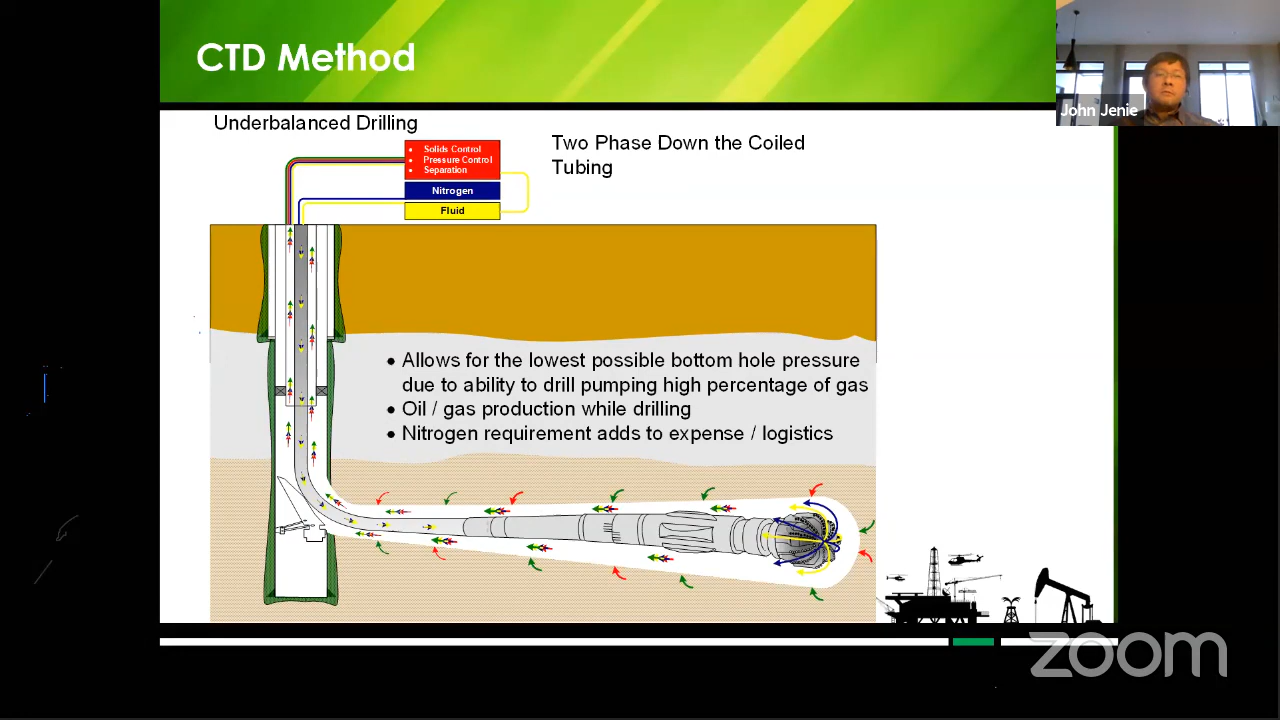 CTD Method
John Jenie
Underbalanced Drilling
Two Phase Down the Coiled
Tubing
• Solids Control
• Pressure Control
• Separation
Nitrogen
Fluid
• Allows for the lowest possible bottom hole pressure
due to ability to drill pumping high percentage of gas
• Oil / gas production while drilling
• Nitrogen requirement adds to expense / logistics
zoom